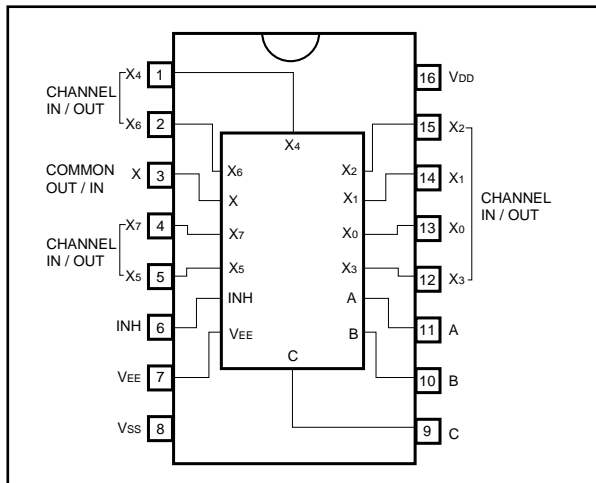 X4 1
CHANNEL
IN / OUT
X6 2
COMMON
OUT / IN
X 3
X7 4
CHANNEL
IN / OUT
X5 5
INH 6
VEE 7
VSS 8
X4
X6
X
X7
X5
INH
VEE
C
X2
X1
X0
X3
A
B
16 VDD
15 X2
14 X1
CHANNEL
IN / OUT
13 X0
12 X3
11 A
10 B
9 C